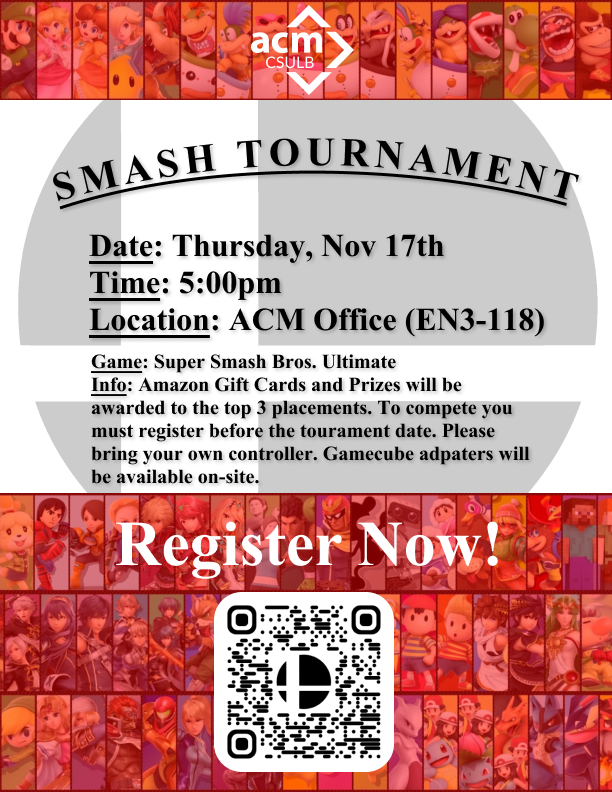 acm
CSULB
SMASH TOURNAMENT
Date: Thursday, Nov 17th
Time: 5:00pm
Location: ACM Office (EN3-118)
Game: Super Smash Bros. Ultimate
Info: Amazon Gift Cards and Prizes will be
awarded to the top 3 placements. To compete you
must register before the tourament date. Please
bring your own controller. Gamecube adpaters will
be available on-site.
Register Now!